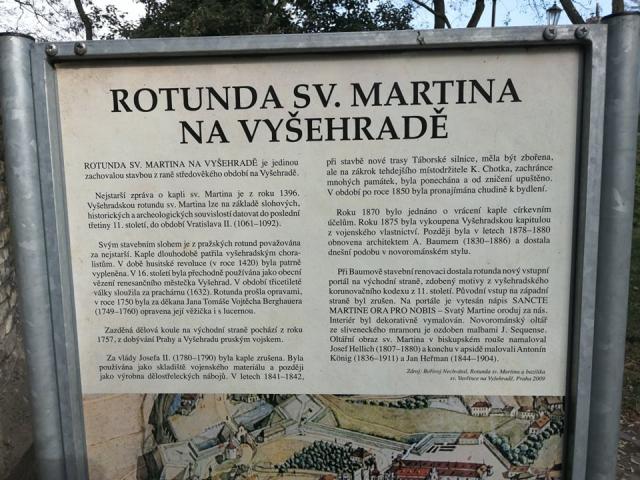 ROTUNDA SV. MARTINA
NA VYŠEHRADĚ
ROTUNDA SV. MARTINA NA VYŠEHRADĚ je jedinou
zachovalou stavbou z raně středověkého období na Vyšehradě.
Nejstarší zpráva o kapli sv. Martina je z roku 1396.
Vyšehradskou rotundu sv. Martina lze na základě slohových,
historických a archeologických souvislostí datovat do poslední
třetiny 11. století, do období Vratislava II. (1061–1092).
Svým stavebním slohem je z pražských rotund považována
za nejstarší. Kaple dlouhodobě patřila vyšehradským chora-
listům. V době husitské revoluce (v roce 1420) byla patrně
vypleněna. V 16. století byla přechodně používána jako obecní
vězení renesančního městečka Vyšehrad. V období třicetileté
války sloužila za prachárnu (1632). Rotunda prošla opravami,
v roce 1750 byla za děkana Jana Tomáše Vojtěcha Berghauera
(1749–1760) opravena její věžička i s lucernou.
Zazděná dělová koule na východní straně pochází z roku
1757, z dobývání Prahy a Vyšehradu pruským vojskem.
Za vlády Josefa II. (1780–1790) byla kaple zrušena. Byla
používána jako skladiště vojenského materiálu a později
jako výrobna dělostřeleckých nábojů. V letech 1841–1842,
při stavbě nové trasy Táborské silnice, měla být zbořena,
ale na zákrok tehdejšího místodržitele K. Chotka, zachránce
mnohých památek, byla ponechána a od zničení upuštěno.
V období po roce 1850 byla pronajímána chudině k bydlení.
Roku 1870 bylo jednáno o vrácení kaple církevním
účelům. Roku 1875 byla vykoupena Vyšehradskou kapitulou
z vojenského vlastnictví. Později byla v letech 1878–1880
obnovena architektem A. Baumem (1830–1886) a dostala
dnešní podobu v novorománském stylu.
Při Baumově stavební renovaci dostala rotunda nový vstupní
portál na východní straně, zdobený motivy z vyšehradského
korunovačního kodexu z 11. století. Původní vstup na západní
straně byl zrušen. Na portále je vytesán nápis SANCTE
MARTINE ORA PRO NOBIS – Svatý Martine oroduj za nás.
Interiér byl dekorativně vymalován. Novorománský oltář
ze sliveneckého mramoru je ozdoben malbami J. Sequense.
Oltářní obraz sv. Martina v biskupském rouše namaloval
Josef Hellich (1807–1880) a konchu v apsidě malovali Antonín
König (1836–1911) a Jan Heřman (1844–1904).
Zdroj: Bořivoj Nechvátal, Rotunda sv. Martina a bazilika
sv. Vavřince na Vyšehradě, Praha 2009